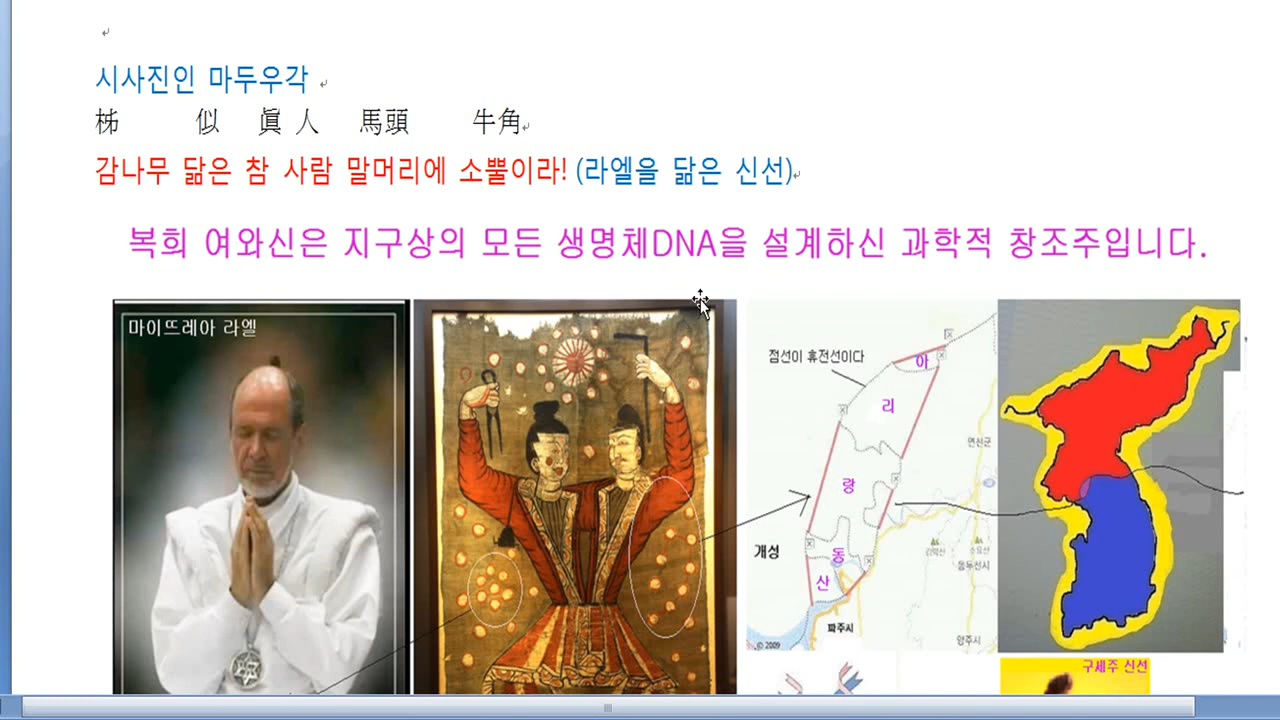 시사진인 마두우각
枾 似 眞 人 馬頭 牛角
감나무 닮은 참 사람 말머리에 소뿔이라! (라엘을 닮은 신선)
복희 여와신은 지구상의 모든 생명체DNA을 설계하신 과학적 창조주입니다.
마이뜨레아 라엘
점선이 휴전선이다
아
리
랑
동
산
연천군
개성
동두천시
파주시
양주시
© 2009
구세주 신선